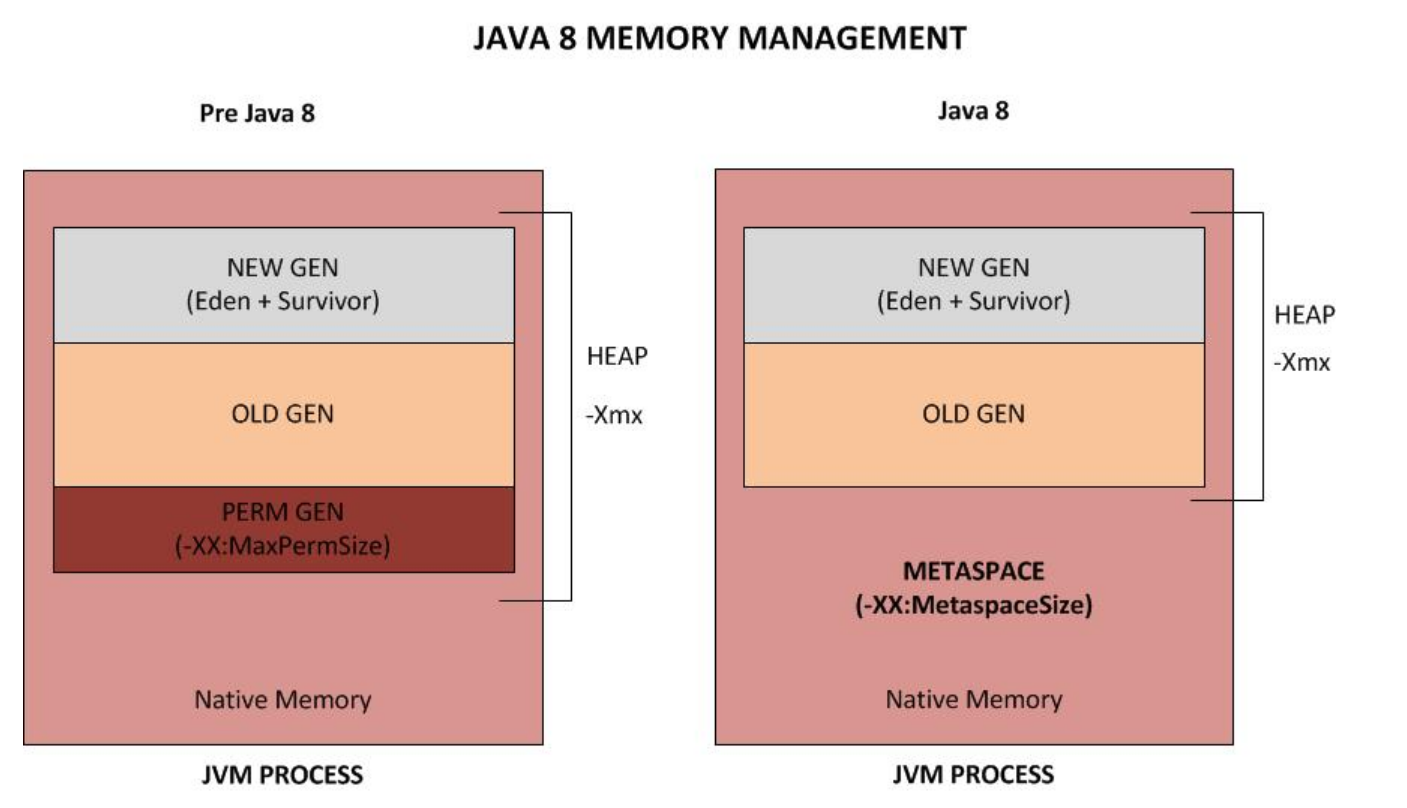 JAVA 8 MEMORY MANAGEMENT
Pre Java 8
NEW GEN
(Eden + Survivor)
OLD GEN
PERM GEN
(-XX:MaxPermSize)
Native Memory
HEAP
-Xmx
JVM PROCESS
Java 8
NEW GEN
(Eden + Survivor)
OLD GEN
METASPACE
(-XX:MetaspaceSize)
Native Memory
HEAP
-Xmx
JVM PROCESS